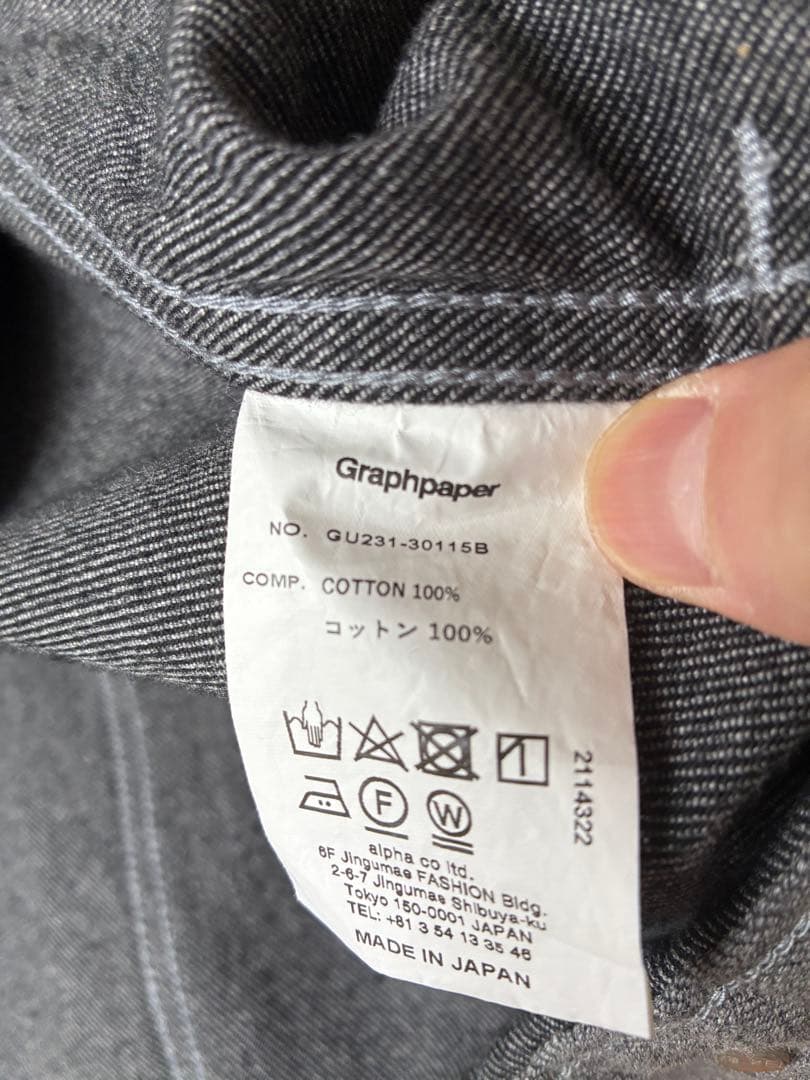 Graphpaper
NO. GU231-30115B
COMP. COTTON 100%
コットン 100%
2114322
F
W
alpha co ltd.
6F Jingumae FASHION Bldg.
2-6-7 Jingumae Shibuya-ku
Tokyo 150-0001 JAPAN
TEL: +81 3 54 13 35 46
MADE IN JAPAN